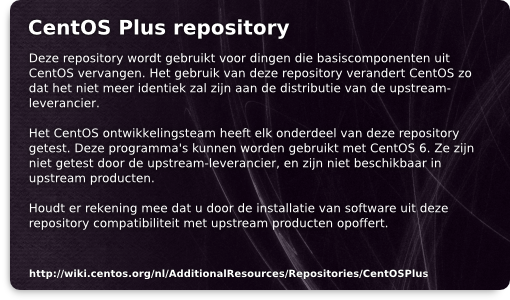 CentOS Plus repository
Deze repository wordt gebruikt voor dingen die basiscomponenten uit
CentOS vervangen. Het gebruik van deze repository verandert CentOS zo
dat het niet meer identiek zal zijn aan de distributie van de upstream-
leverancier.
Het CentOS ontwikkelingsteam heeft elk onderdeel van deze repository
getest. Deze programma's kunnen worden gebruikt met CentOS 6. Ze zijn
niet getest door de upstream-leverancier, en zijn niet beschikbaar in
upstream producten.
Houdt er rekening mee dat u door de installatie van software uit deze
repository compatibiliteit met upstream producten opoffert.
http://wiki.centos.org/nl/AdditionalResources/Repositories/CentOSPlus